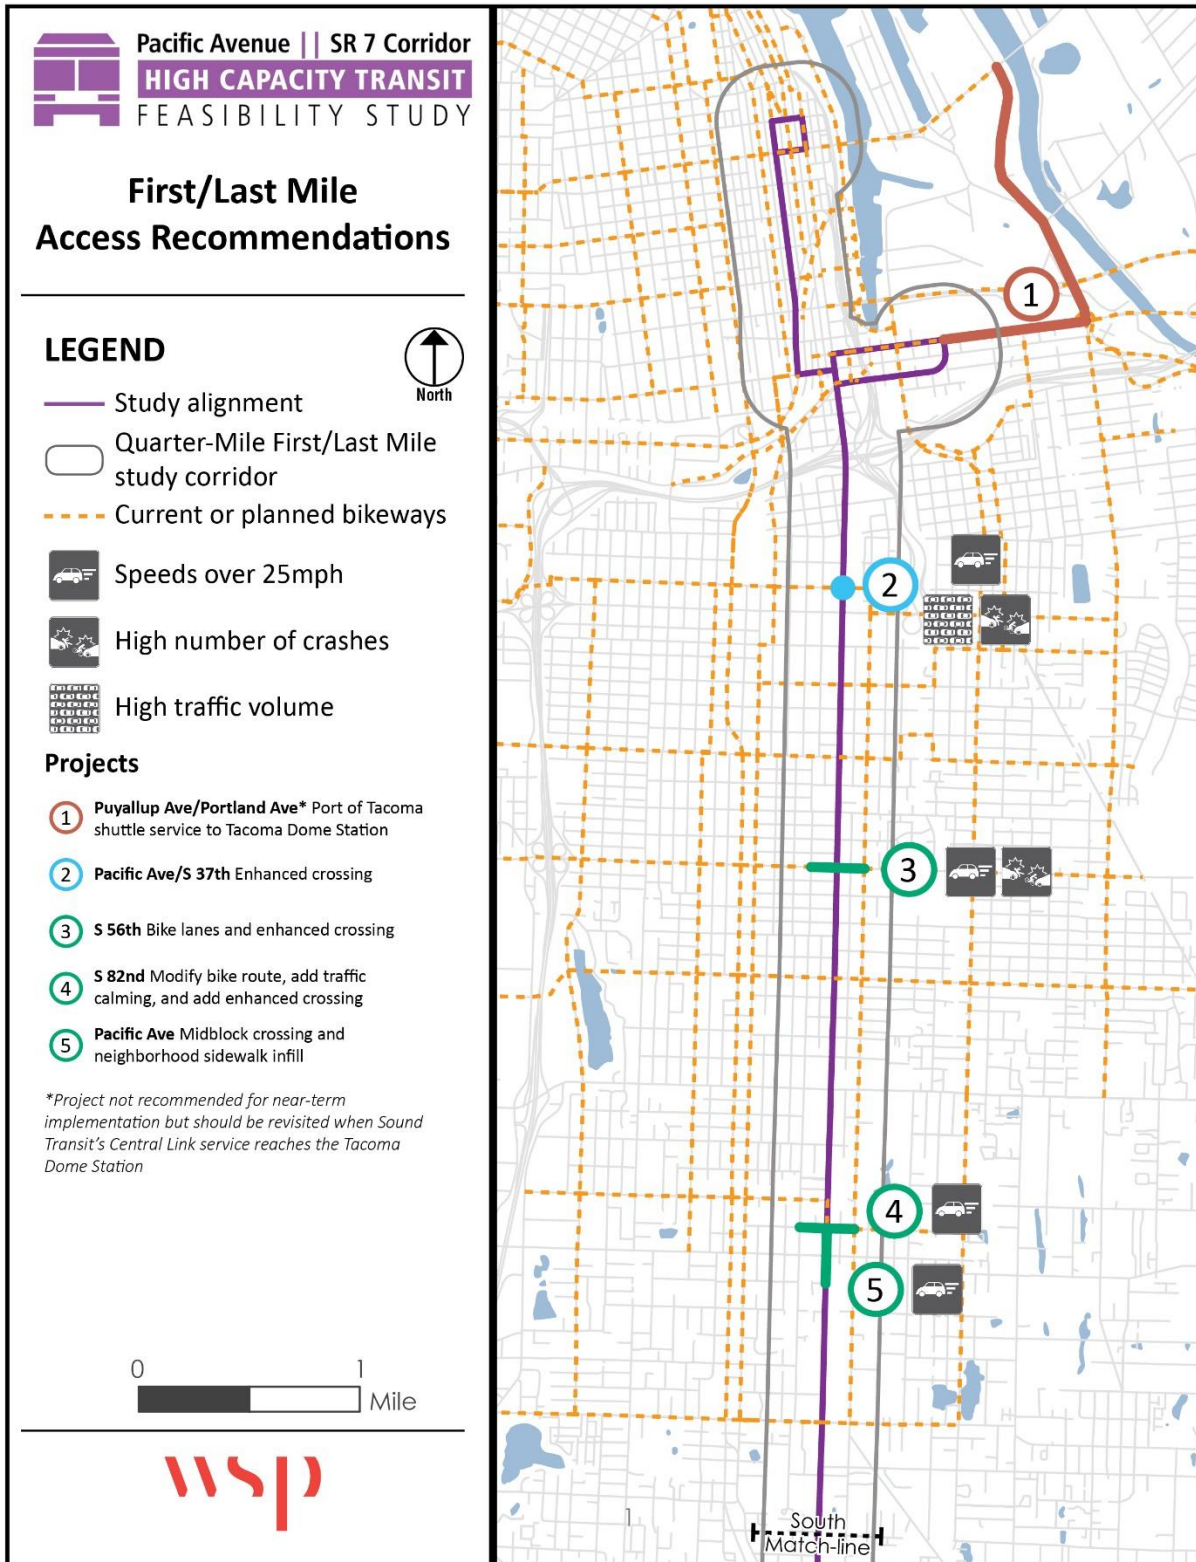 Pacific Avenue || SR 7 Corridor
HIGH CAPACITY TRANSIT
FEASIBILITY STUDY
First/Last Mile
Access Recommendations
LEGEND
North
Study alignment
Quarter-Mile First/Last Mile
study corridor
Current or planned bikeways
Speeds over 25mph
High number of crashes
High traffic volume
Projects
1 Puyallup Ave/Portland Ave* Port of Tacoma
shuttle service to Tacoma Dome Station
2 Pacific Ave/S 37th Enhanced crossing
3 S 56th Bike lanes and enhanced crossing
4 S 82nd Modify bike route, add traffic
calming, and add enhanced crossing
5 Pacific Ave Midblock crossing and
neighborhood sidewalk infill
*Project not recommended for near-term
implementation but should be revisited when Sound
Transit's Central Link service reaches the Tacoma
Dome Station
0 1
Mile
wsp
1
2
3
4
5
1
South
Match-line